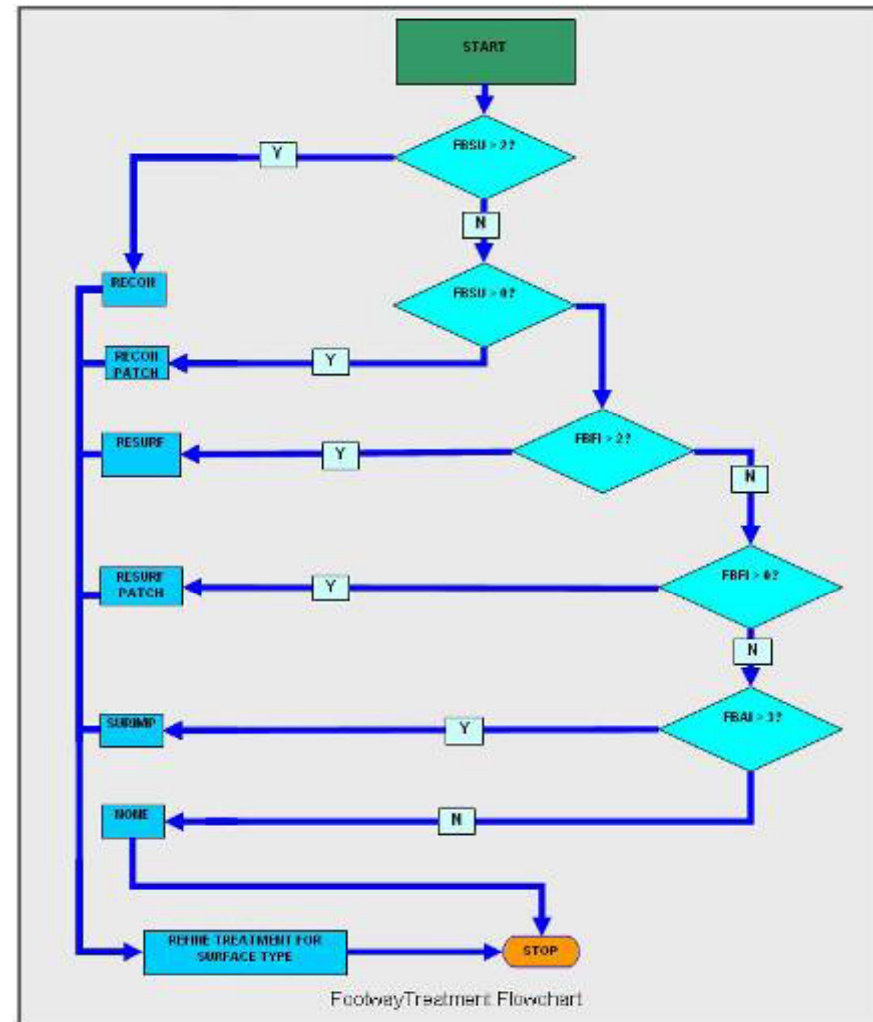 START
FBSU > 2?
Y
N
RECON
FBSU > 0?
RECON
PATCH
Y
FBFI > 2?
RESURF
Y
N
RESURF
PATCH
Y
FBFI > 0?
N
FBAI > 3?
SURIMP
Y
NONE
N
REFINE TREATMENT FOR
SURFACE TYPE
STOP
FootwayTreatment Flowchart